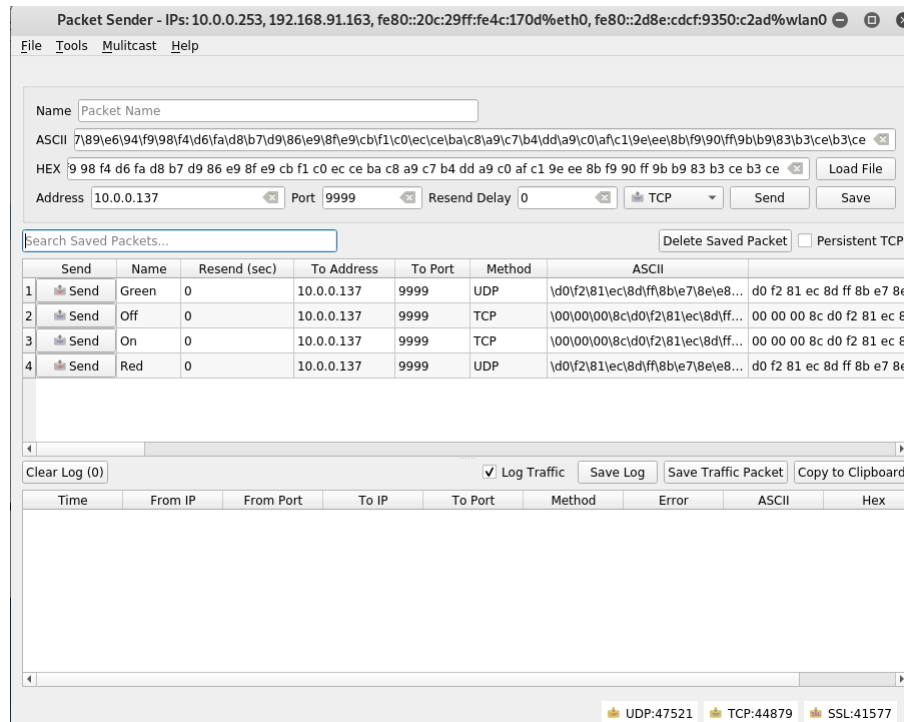 Packet Sender - IPs: 10.0.0.253, 192.168.91.163, fe80::20c:29ff:fe4c:170d%eth0, fe80::2d8e:cdcf:9350:c2ad%wlan0
File Tools Mulitcast Help
Name Packet Name
ASCII 7\89\e6\94\f9\98\f4\d6\fa\d8\b7\d9\86\e9\8f\e9\cb\f1\c0\ec\ce\ba\c8\a9\c7\b4\dd\a9\c0\af\c1\9e\ee\8b\f9\90\ff\9b\b9\83\b3\ce\b3\ce
HEX f9 98 f4 d6 fa d8 b7 d9 86 e9 8f e9 cb f1 c0 ec ce ba c8 a9 c7 b4 dd a9 c0 af c1 9e ee 8b f9 90 ff 9b b9 83 b3 ce b3 ce Load File
Address 10.0.0.137 Port 9999 Resend Delay 0 TCP Send Save
Search Saved Packets... Delete Saved Packet Persistent TCP
Send Name Resend (sec) To Address To Port Method ASCII
1 Send Green 0 10.0.0.137 9999 UDP \d0\f2\81\ec\8d\ff\8b\e7\8e\e8... d0 f2 81 ec 8d ff 8b e7 8e
2 Send Off 0 10.0.0.137 9999 TCP \00\00\00\8c\d0\f2\81\ec\8d\ff... 00 00 00 8c d0 f2 81 ec 8
3 Send On 0 10.0.0.137 9999 TCP \00\00\00\8c\d0\f2\81\ec\8d\ff... 00 00 00 8c d0 f2 81 ec 8
4 Send Red 0 10.0.0.137 9999 UDP \d0\f2\81\ec\8d\ff\8b\e7\8e\e8... d0 f2 81 ec 8d ff 8b e7 8e
Clear Log (0) Log Traffic Save Log Save Traffic Packet Copy to Clipboard
Time From IP From Port To IP To Port Method Error ASCII Hex
UDP:47521 TCP:44879 SSL:41577